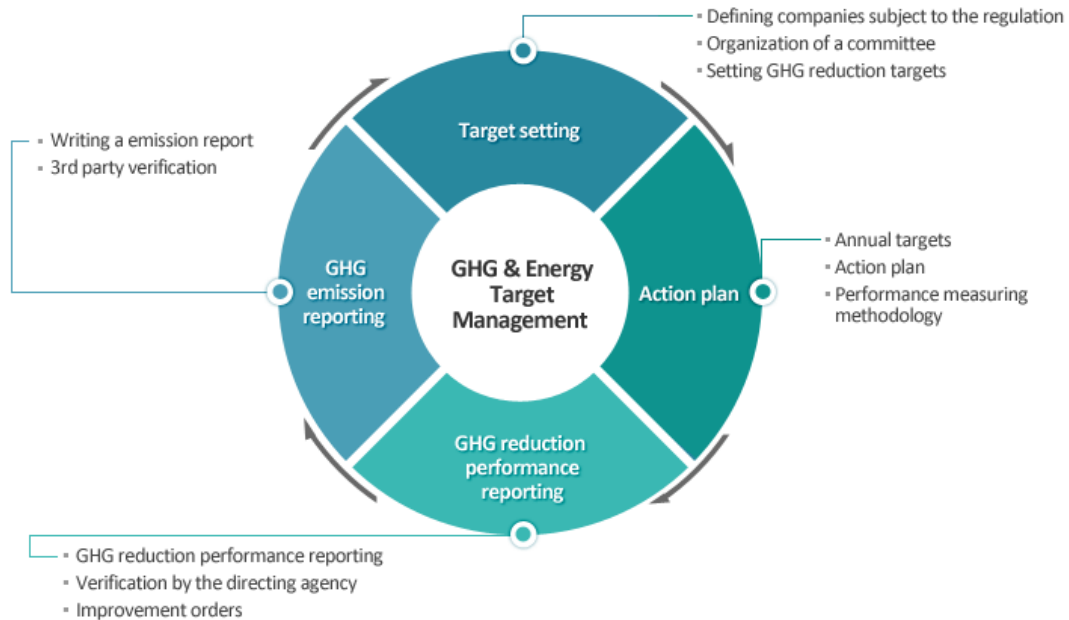 ▪ Defining companies subject to the regulation
▪ Organization of a committee
▪ Setting GHG reduction targets
Target setting
▪ Writing a emission report
▪ 3rd party verification
GHG
emission
reporting
GHG & Energy
Target
Management
Action plan
▪ Annual targets
▪ Action plan
▪ Performance measuring
methodology
GHG reduction
performance
reporting
▪ GHG reduction performance reporting
▪ Verification by the directing agency
▪ Improvement orders